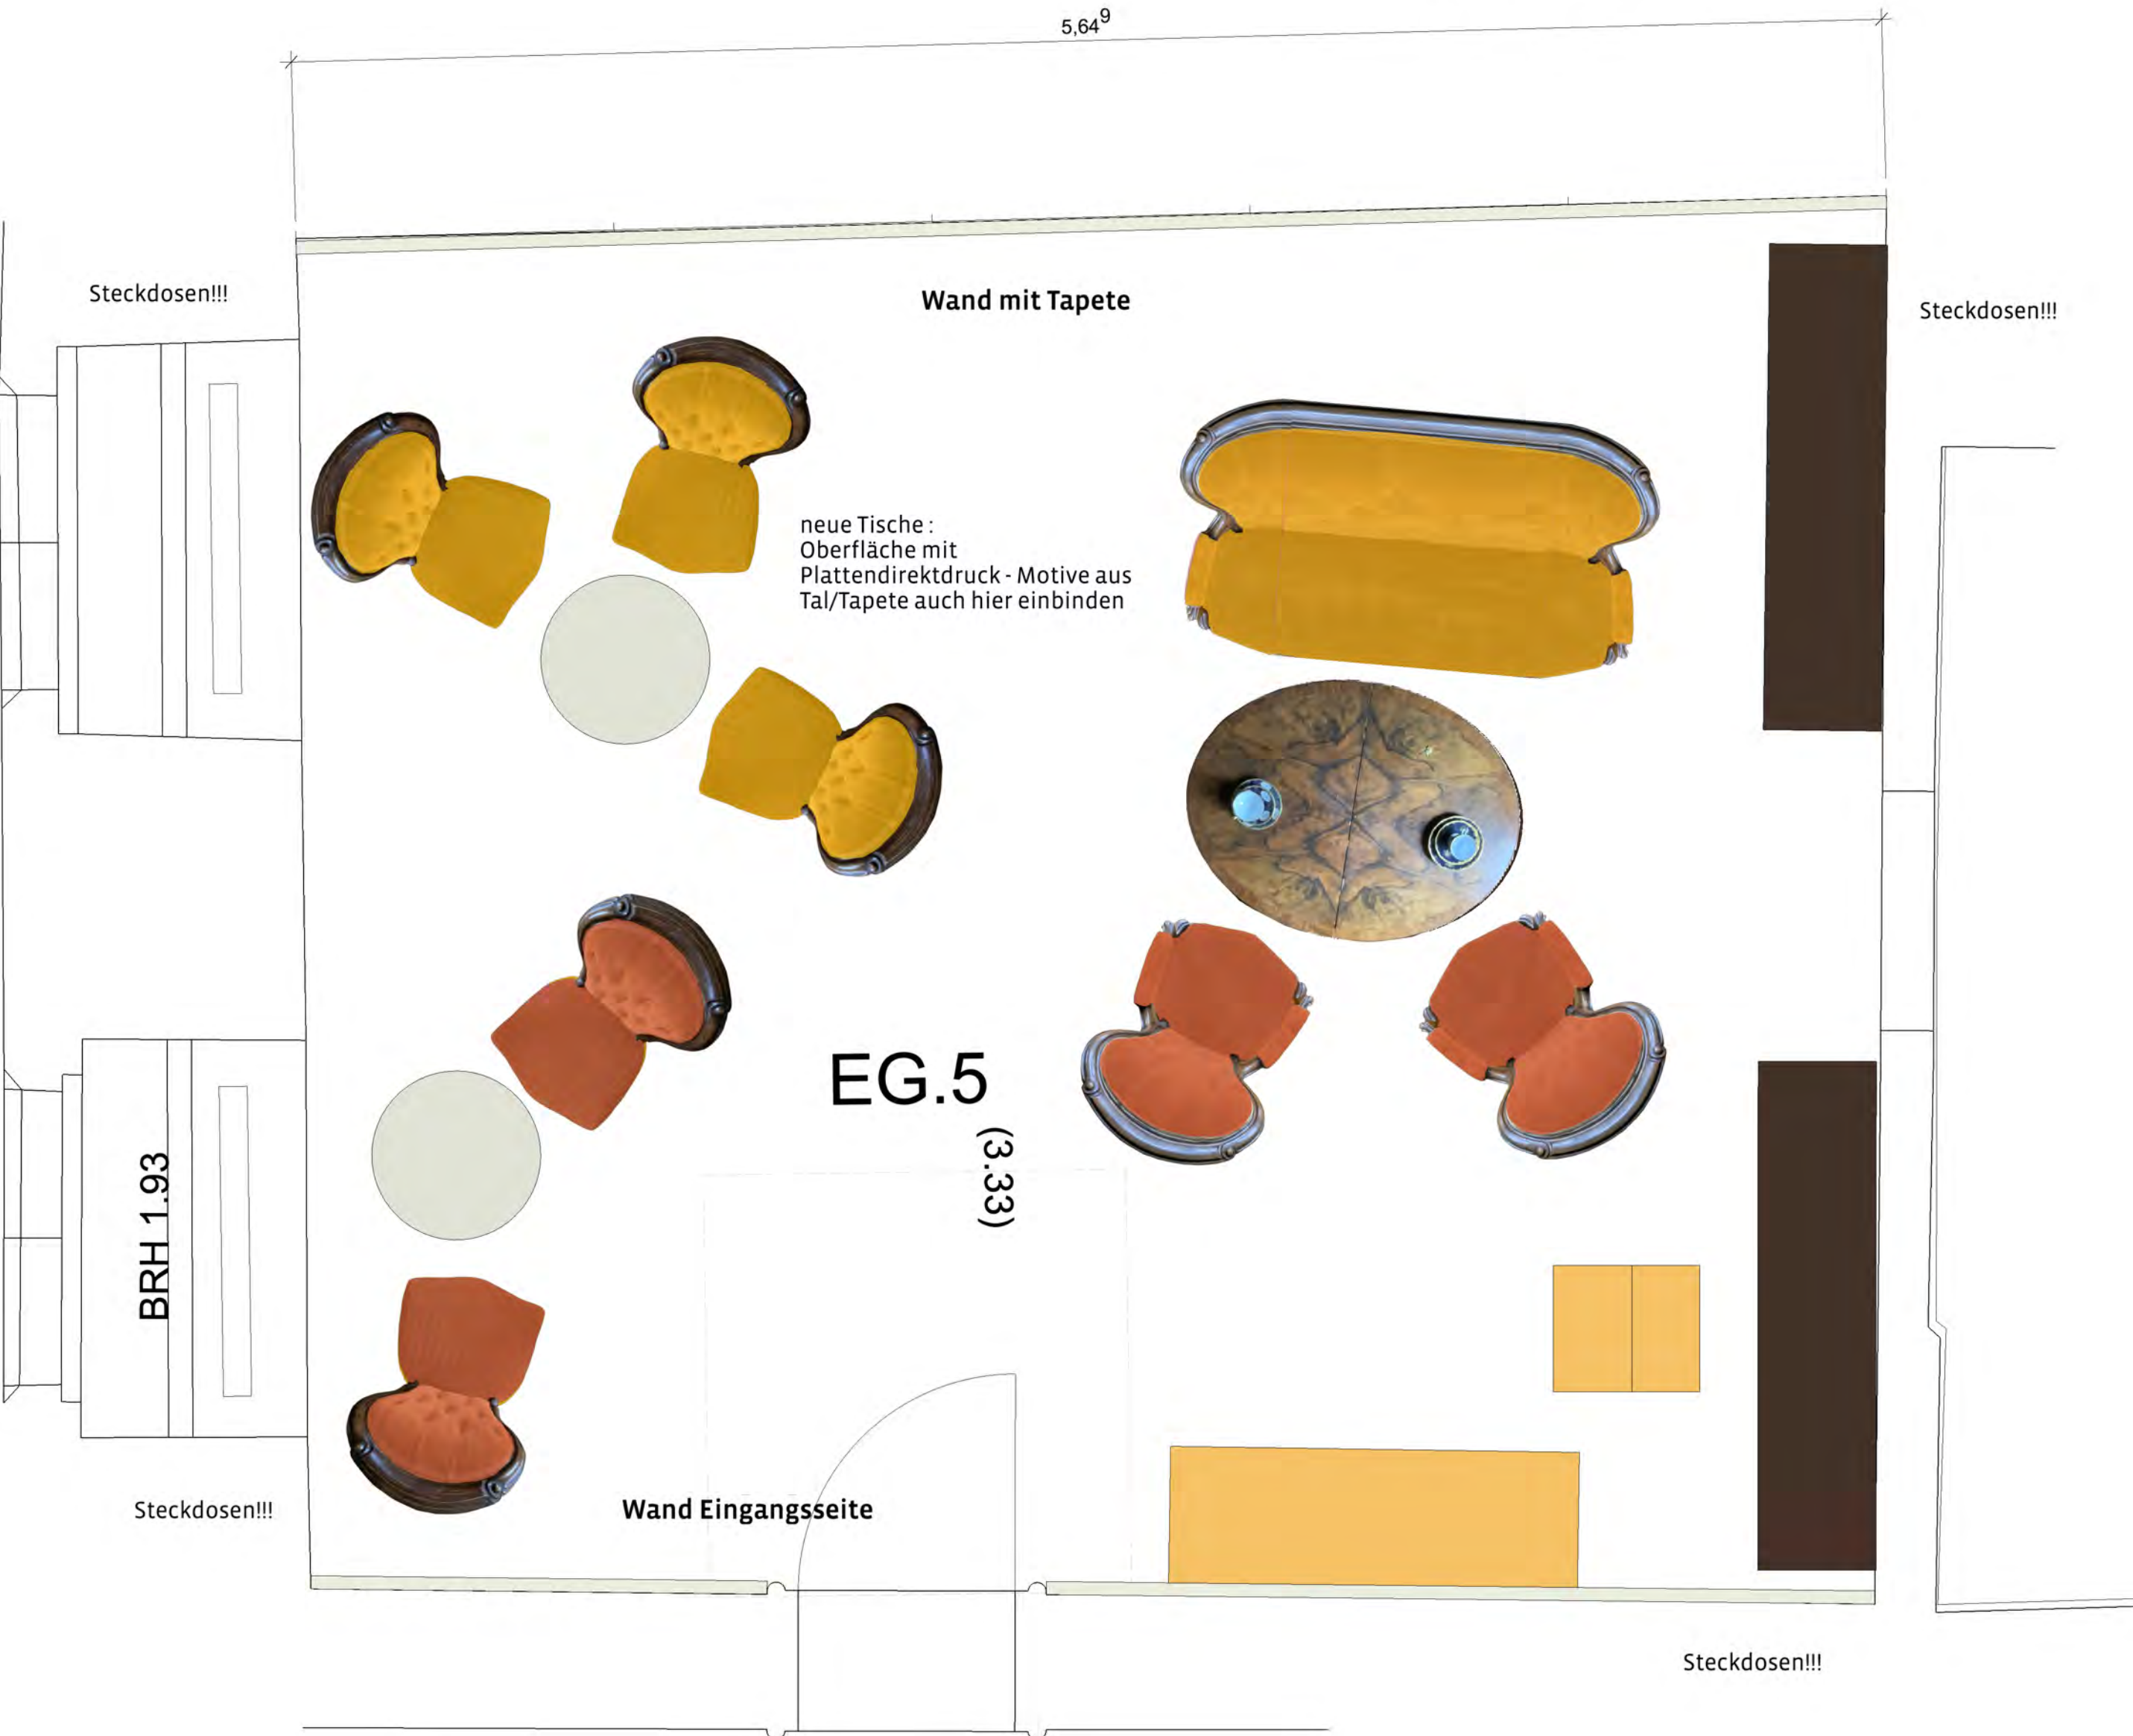 5,64⁹
Steckdosen!!!
Wand mit Tapete
Steckdosen!!!
neue Tische :
Oberfläche mit
Plattendirektdruck - Motive aus
Tal/Tapete auch hier einbinden
EG.5
(3.33)
BRH 1.93
Steckdosen!!!
Wand Eingangsseite
Steckdosen!!!